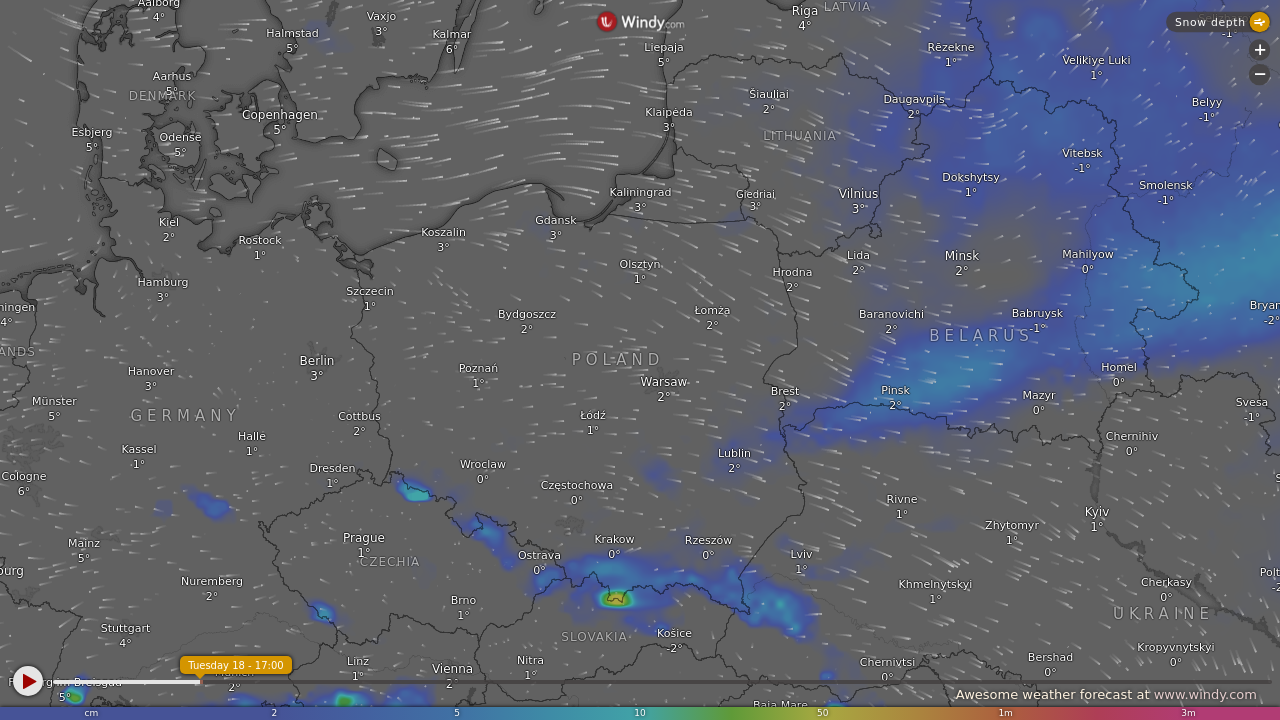 Aalborg
4°
Vaxjo
3°
Halmstad
5°
Kalmar
6°
Windy.com
Liepaja
5°
Riga
4°
LATVIA
Snow depth
-1°
+
−
Rēzekne
1°
Velikiye Luki
1°
Aarhus
5°
DENMARK
Copenhagen
5°
Šiauliai
2°
Daugavpils
2°
Belyy
-1°
Klaipėda
3°
LITHUANIA
Esbjerg
5°
Odense
5°
Vitebsk
-1°
Dokshytsy
1°
Smolensk
-1°
Kaliningrad
3°
Giedriai
3°
Vilnius
3°
Kiel
2°
Rostock
1°
Koszalin
3°
Gdansk
3°
Olsztyn
1°
Hrodna
2°
Lida
2°
Minsk
2°
Mahilyow
0°
Hamburg
3°
Szczecin
1°
ningen
4°
Bydgoszcz
2°
Łomża
2°
Baranovichi
2°
Babruysk
-1°
Bryan
-2°
BELARUS
ANDS
Hanover
3°
Berlin
3°
POLAND
Poznań
1°
Warsaw
2°
Brest
2°
Pinsk
2°
Homel
0°
Mazyr
0°
Svesa
-1°
Münster
5°
GERMANY
Cottbus
2°
Łódź
1°
Halle
1°
Kassel
1°
Chernihiv
0°
Lublin
2°
Cologne
6°
Dresden
1°
Wroclaw
0°
Częstochowa
0°
Rivne
1°
Kyiv
1°
Zhytomyr
1°
Mainz
5°
Prague
1°
CZECHIA
Ostrava
0°
Krakow
0°
Rzeszów
0°
Lviv
1°
burg
Nuremberg
2°
Brno
1°
Khmelnytskyi
1°
Cherkasy
0°
Polt
-2
UKRAINE
Stuttgart
4°
SLOVAKIA
Košice
-2°
Linz
1°
Vienna
2
Nitra
1°
Chernivtsi
0°
Bershad
0°
Kropyvnytskyi
0°
Tuesday 18 - 17:00
5°
2°
Baia Mare
Awesome weather forecast at www.windy.com
cm 2 5 10 50 1m 3m